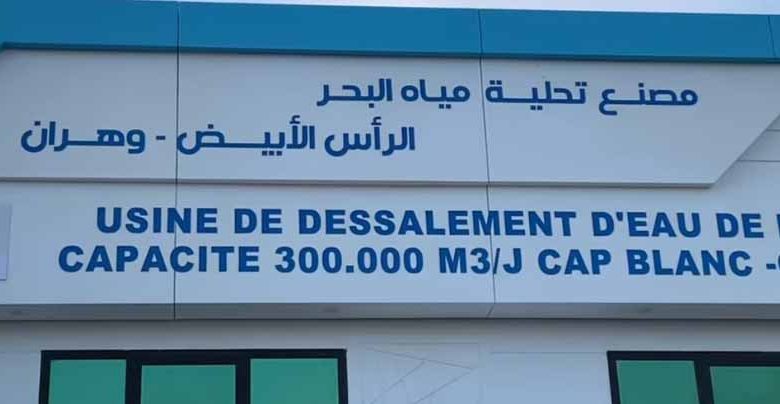 مصنع تحلية مياه البحر
الرأس الأبيض - وهران
USINE DE DESSALEMENT D'EAU DE
CAPACITE 300.000 M3/J CAP BLANC -